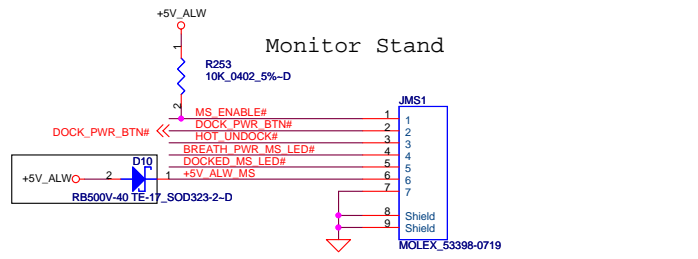 +5V_ALW
Monitor Stand
1
R253
10K_0402_5%~D
2
JMS1
MS_ENABLE# 1 1
DOCK_PWR_BTN# DOCK_PWR_BTN# 2 2
HOT_UNDOCK# 3 3
BREATH_PWR_MS_LED# 4 4
D10 DOCKED_MS_LED# 5 5
+5V_ALW 2 1 +5V_ALW_MS 6 6
7 7
RB500V-40 TE-17_SOD323-2~D
8 Shield
9 Shield
MOLEX_53398-0719